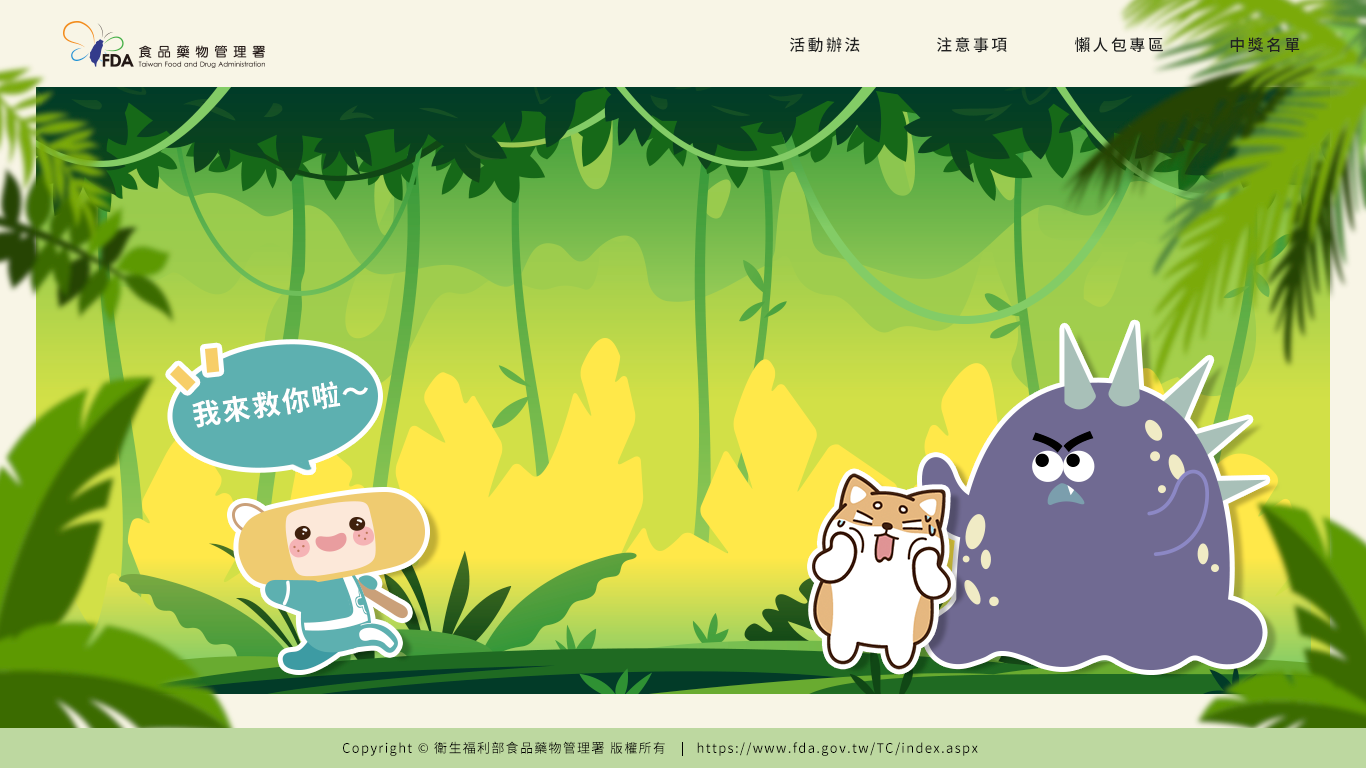 FDA 食品藥物管理署
Taiwan Food and Drug Administration
活動辦法 注意事項 懶人包專區 中獎名單
我來救你啦～
Copyright © 衛生福利部食品藥物管理署 版權所有 | https://www.fda.gov.tw/TC/index.aspx